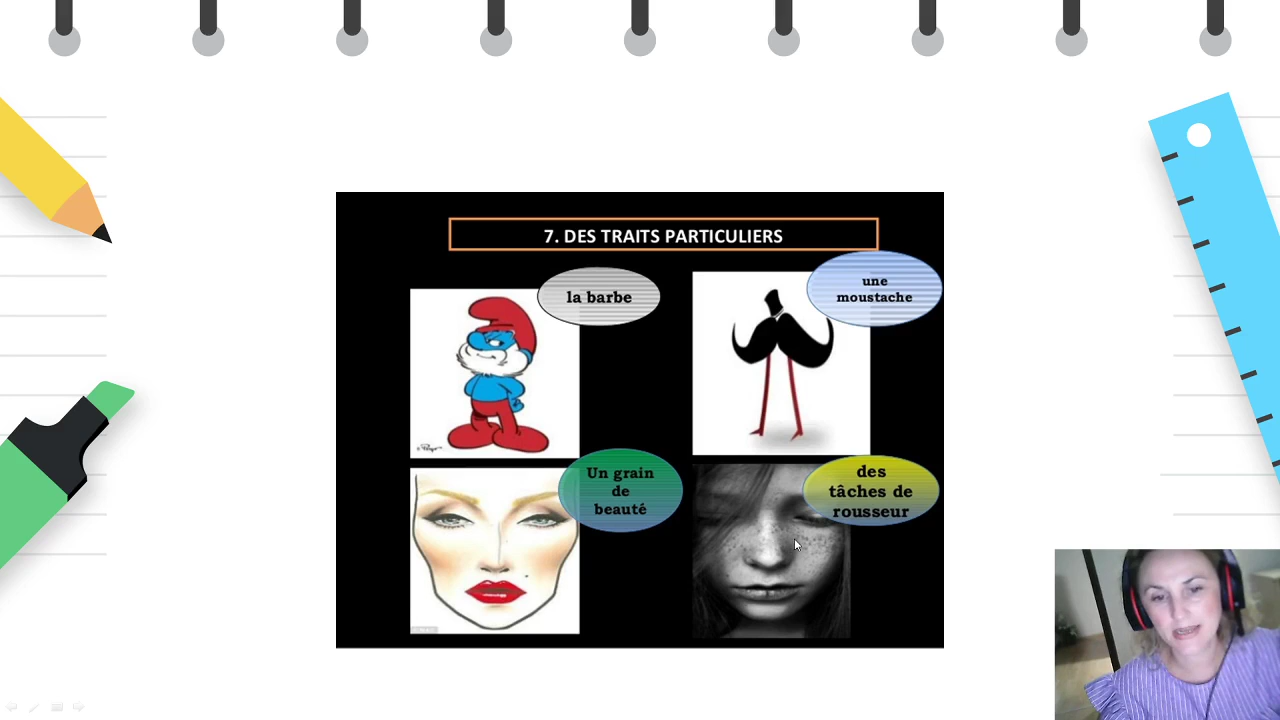 7. DES TRAITS PARTICULIERS
la barbe
une
moustache
Un grain
de
beauté
des
tâches de
rousseur